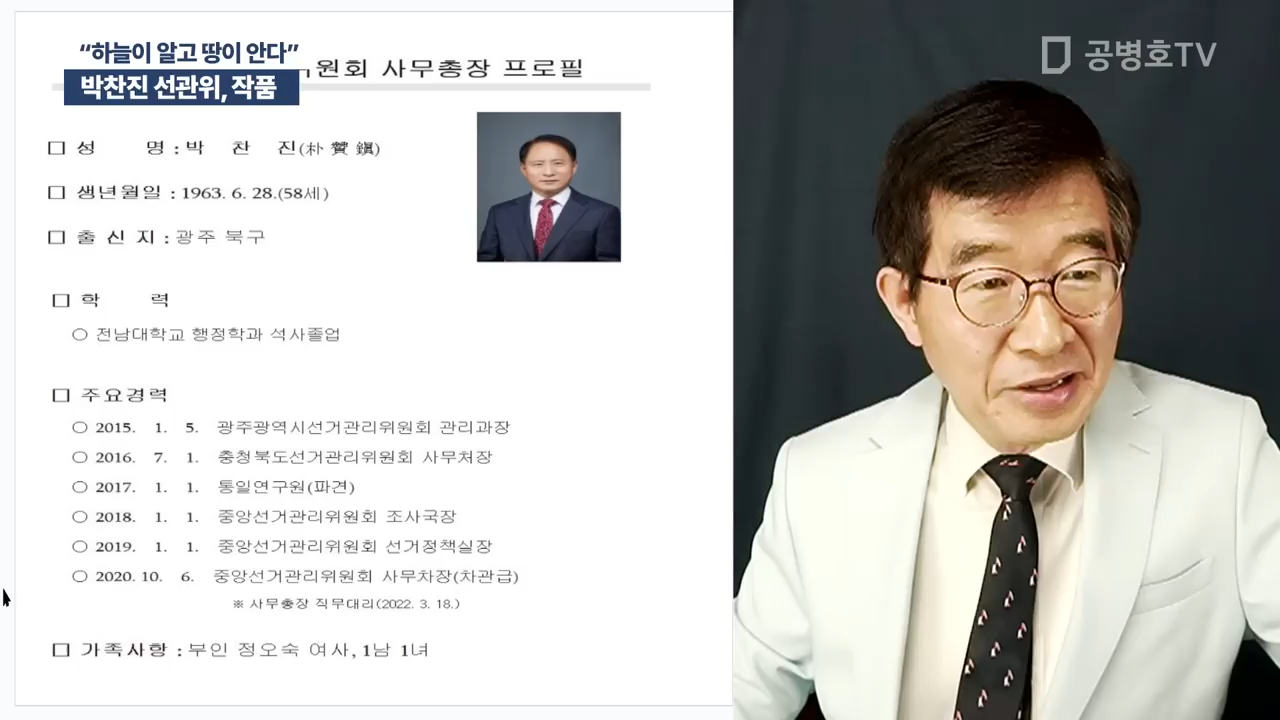 “하늘이 알고 땅이 안다”
박찬진 선관위, 작품
위원회 사무총장 프로필
공병호TV
□ 성 명 : 박 찬 진(朴贊鎭)
□ 생년월일 : 1963. 6. 28.(58세)
□ 출 신 지 : 광주 북구
□ 학 력
○ 전남대학교 행정학과 석사졸업
□ 주요경력
○ 2015. 1. 5. 광주광역시선거관리위원회 관리과장
○ 2016. 7. 1. 충청북도선거관리위원회 사무처장
○ 2017. 1. 1. 통일연구원(파견)
○ 2018. 1. 1. 중앙선거관리위원회 조사국장
○ 2019. 1. 1. 중앙선거관리위원회 선거정책실장
○ 2020. 10. 6. 중앙선거관리위원회 사무차장(차관급)
※ 사무총장 직무대리(2022. 3. 18.)
□ 가족사항 : 부인 정오숙 여사, 1남 1녀